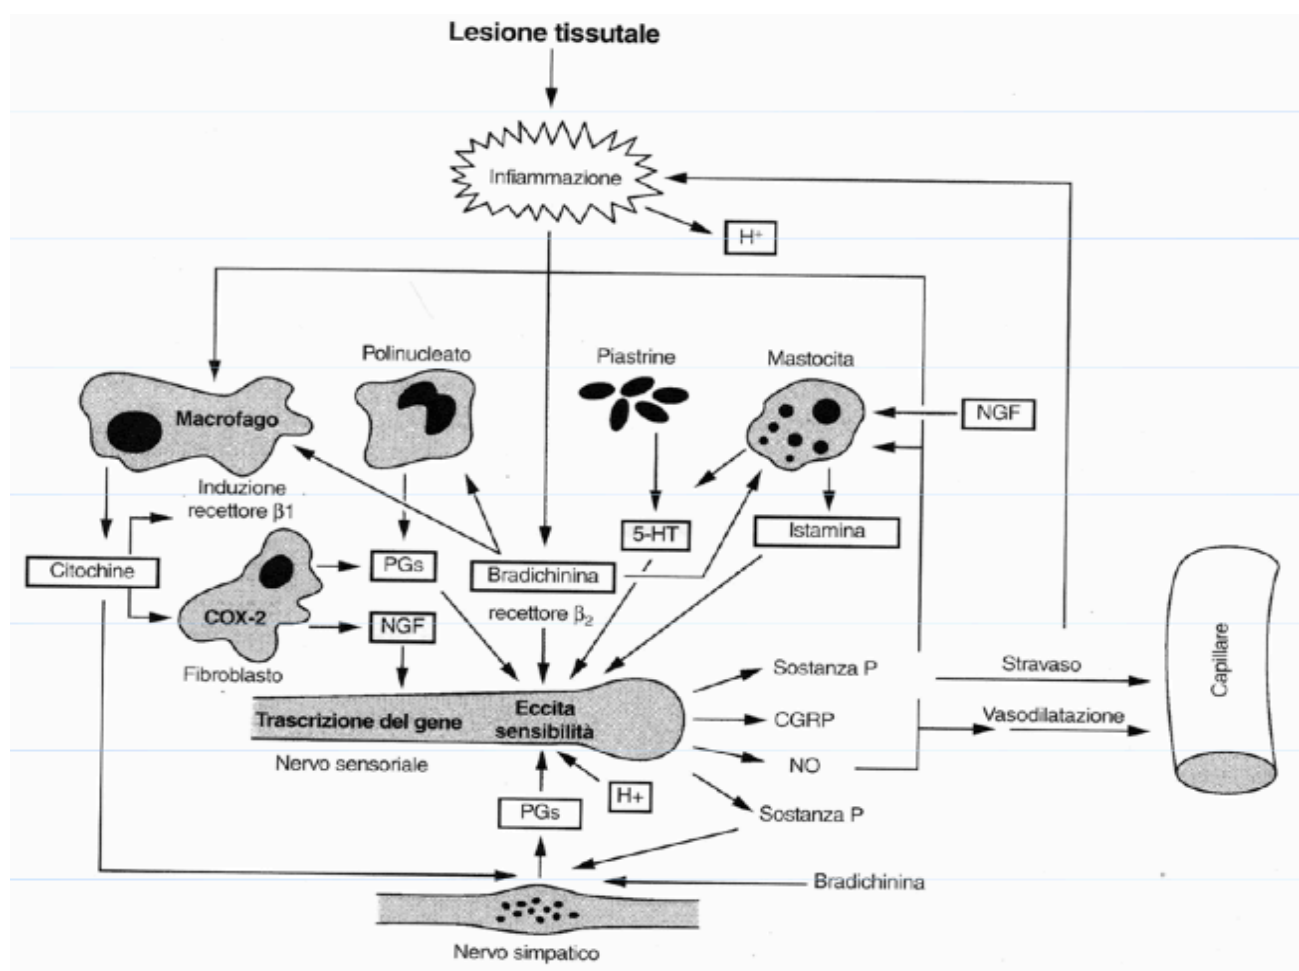 Lesione tissutale
Infiammazione
H⁺
Polinucleato
Piastrine
Mastocita
Macrofago
NGF
Induzione
recettore β1
5-HT
Istamina
Citochine
PGs
Bradichinina
COX-2
recettore β₂
NGF
Fibroblasto
Sostanza P
Stravaso
Capillare
Trascrizione del gene
Eccita
sensibilità
CGRP
Vasodilatazione
Nervo sensoriale
NO
H+
PGs
Sostanza P
Bradichinina
Nervo simpatico